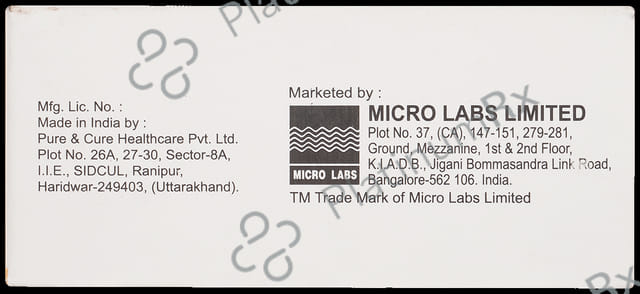 Mfg. Lic. No. :
Made in India by :
Pure & Cure Healthcare Pvt. Ltd.
Plot No. 26A, 27-30, Sector-8A,
I.I.E., SIDCUL, Ranipur,
Haridwar-249403, (Uttarakhand).
Marketed by :
MICRO LABS
MICRO LABS LIMITED
Plot No. 37, (CA), 147-151, 279-281,
Ground, Mezzanine, 1st & 2nd Floor,
K.I.A.D.B., Jigani Bommasandra Link Road,
Bangalore-562 106. India.
TM Trade Mark of Micro Labs Limited
Platinum Rx